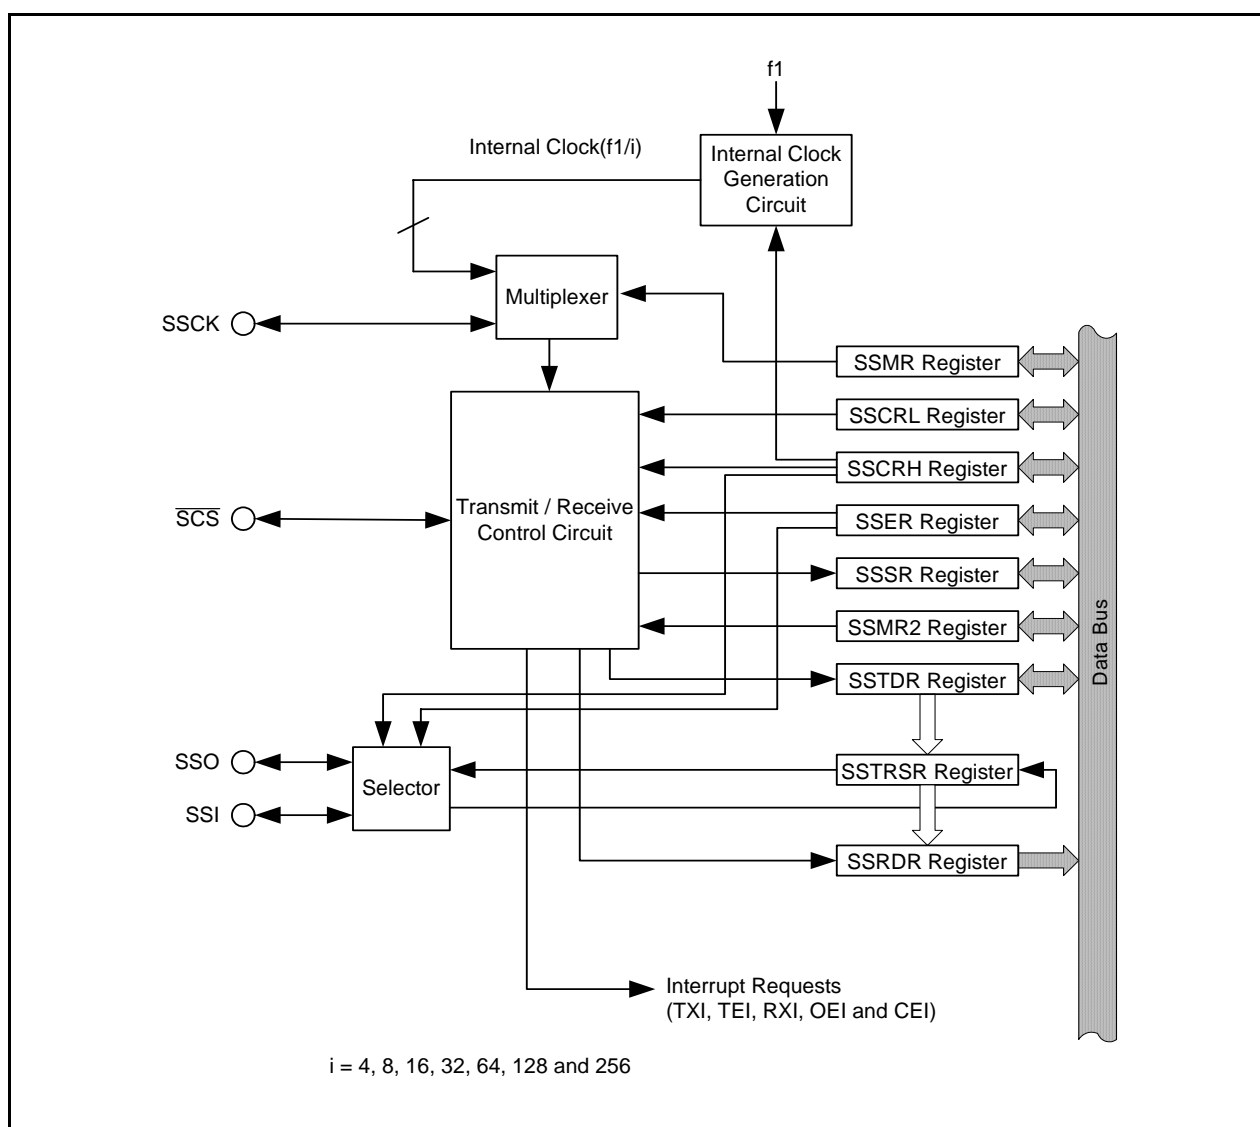 f1
Internal Clock(f1/i)
Internal Clock
Generation
Circuit
Multiplexer
SSCK
SSMR Register
SSCRL Register
SSCRH Register
SCS
Transmit / Receive
Control Circuit
SSER Register
SSSR Register
SSMR2 Register
Data Bus
SSTDR Register
SSO
SSTRSR Register
Selector
SSI
SSRDR Register
Interrupt Requests
(TXI, TEI, RXI, OEI and CEI)
i = 4, 8, 16, 32, 64, 128 and 256